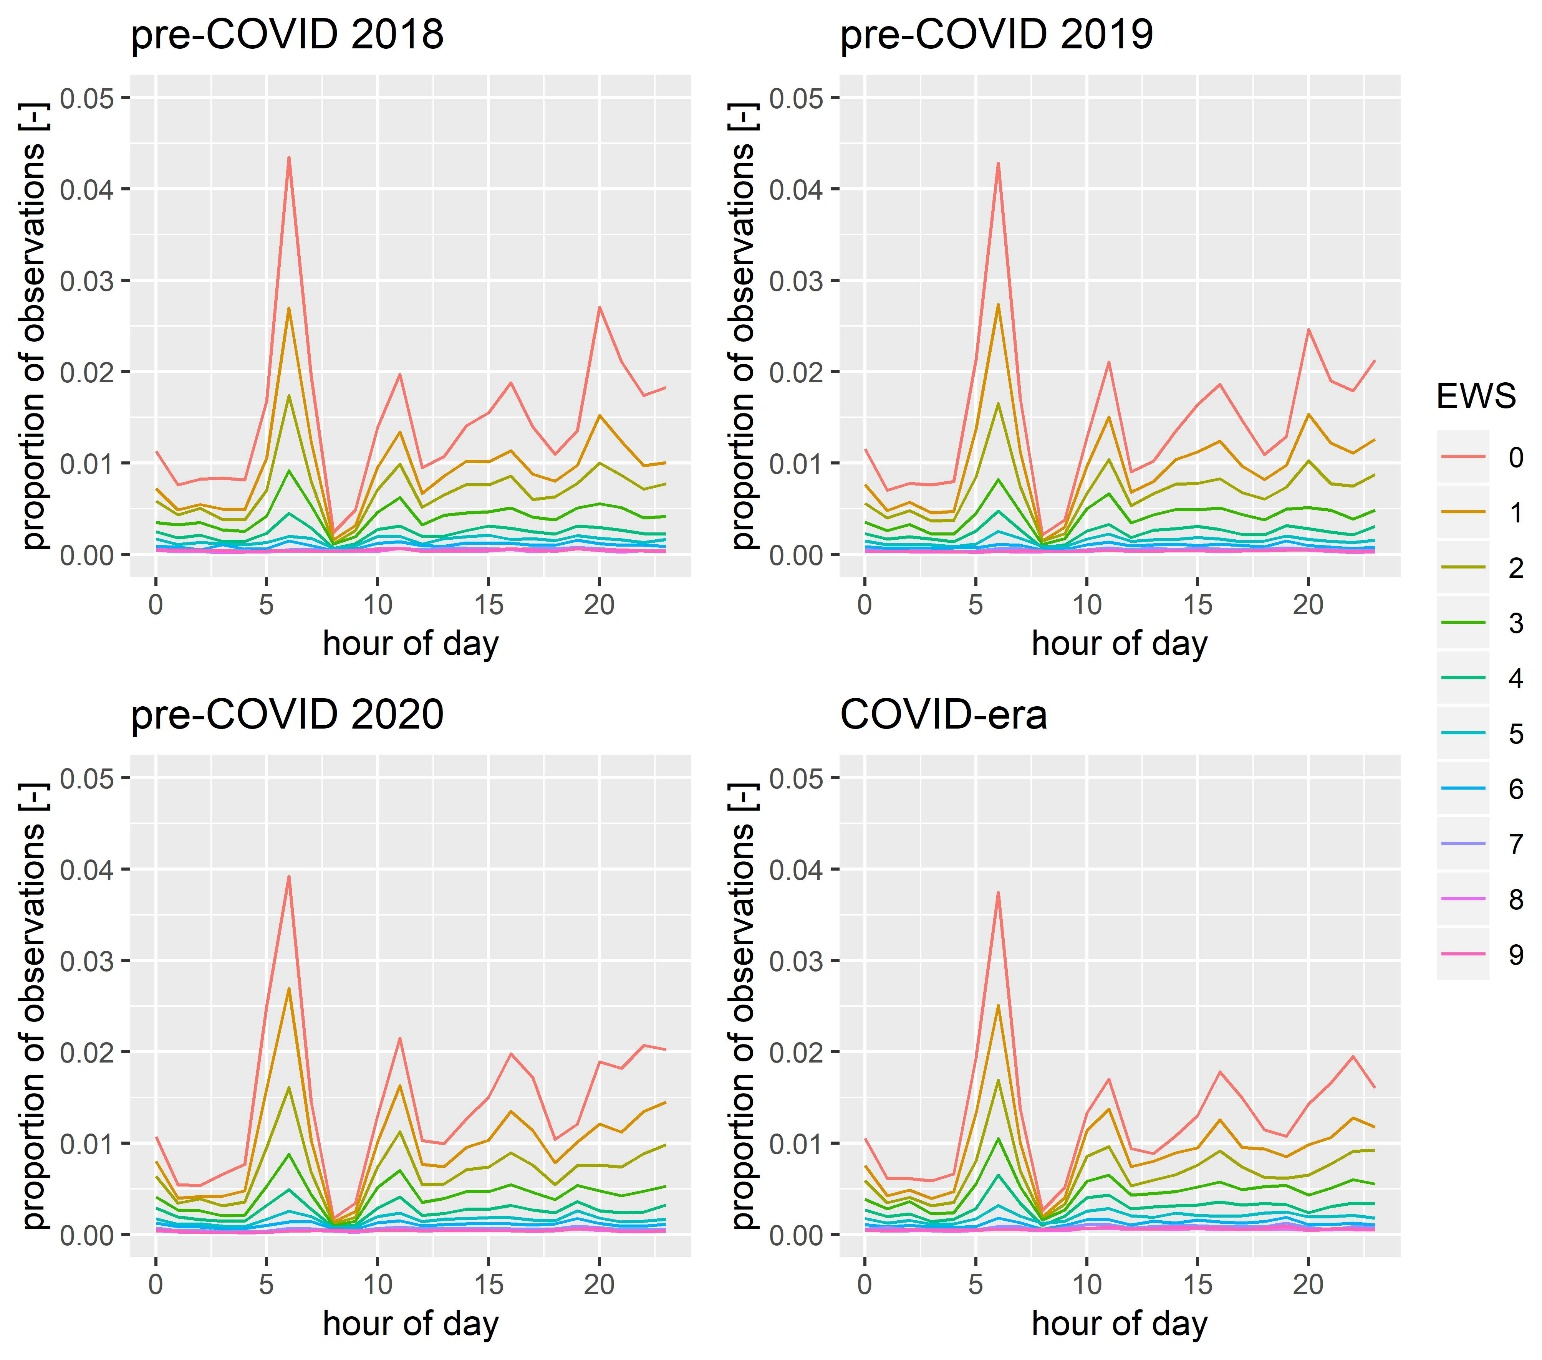 pre-COVID 2018
proportion of observations [-]
0.05
0.04
0.03
0.02
0.01
0.00
0 5 10 15 20
hour of day
pre-COVID 2019
proportion of observations [-]
0.05
0.04
0.03
0.02
0.01
0.00
0 5 10 15 20
hour of day
pre-COVID 2020
proportion of observations [-]
0.05
0.04
0.03
0.02
0.01
0.00
0 5 10 15 20
hour of day
COVID-era
proportion of observations [-]
0.05
0.04
0.03
0.02
0.01
0.00
0 5 10 15 20
hour of day
EWS
0
1
2
3
4
5
6
7
8
9